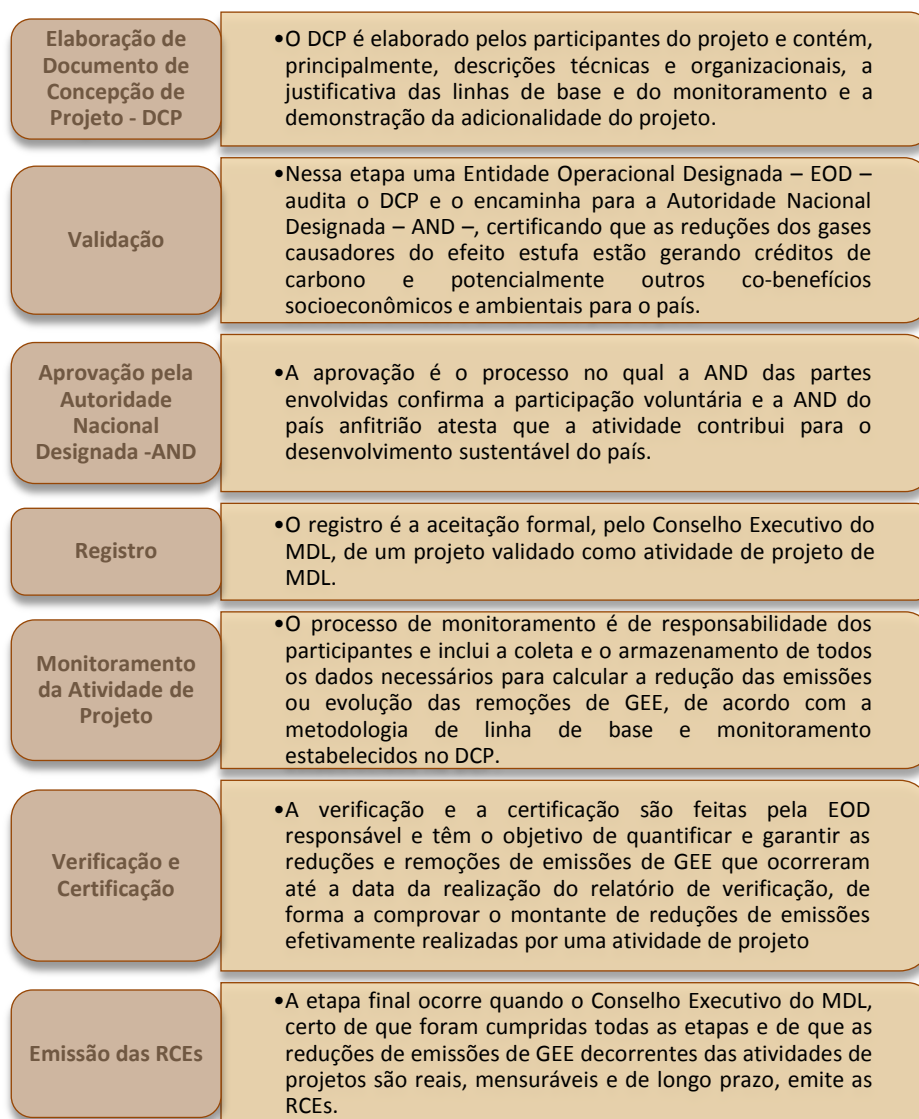 Elaboração de
Documento de
Concepção de
Projeto - DCP
•O DCP é elaborado pelos participantes do projeto e contém,
principalmente, descrições técnicas e organizacionais, a
justificativa das linhas de base e do monitoramento e a
demonstração da adicionalidade do projeto.
Validação
•Nessa etapa uma Entidade Operacional Designada – EOD –
audita o DCP e o encaminha para a Autoridade Nacional
Designada – AND –, certificando que as reduções dos gases
causadores do efeito estufa estão gerando créditos de
carbono e potencialmente outros co-benefícios
socioeconômicos e ambientais para o país.
Aprovação pela
Autoridade
Nacional
Designada -AND
•A aprovação é o processo no qual a AND das partes
envolvidas confirma a participação voluntária e a AND do
país anfitrião atesta que a atividade contribui para o
desenvolvimento sustentável do país.
Registro
•O registro é a aceitação formal, pelo Conselho Executivo do
MDL, de um projeto validado como atividade de projeto de
MDL.
Monitoramento
da Atividade de
Projeto
•O processo de monitoramento é de responsabilidade dos
participantes e inclui a coleta e o armazenamento de todos
os dados necessários para calcular a redução das emissões
ou evolução das remoções de GEE, de acordo com a
metodologia de linha de base e monitoramento
estabelecidos no DCP.
Verificação e
Certificação
•A verificação e a certificação são feitas pela EOD
responsável e têm o objetivo de quantificar e garantir as
reduções e remoções de emissões de GEE que ocorreram
até a data da realização do relatório de verificação, de
forma a comprovar o montante de reduções de emissões
efetivamente realizadas por uma atividade de projeto
Emissão das RCEs
•A etapa final ocorre quando o Conselho Executivo do MDL,
certo de que foram cumpridas todas as etapas e de que as
reduções de emissões de GEE decorrentes das atividades de
projetos são reais, mensuráveis e de longo prazo, emite as
RCEs.